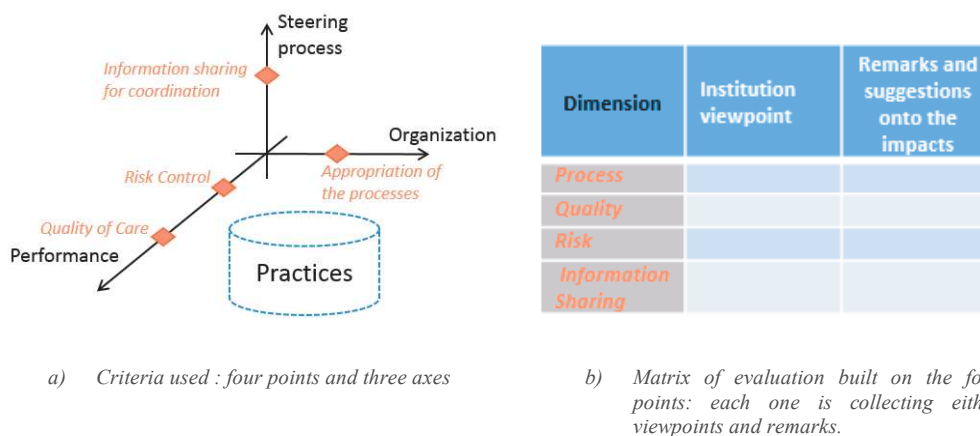 Steering
process
Information sharing
for coordination
Organization
Risk Control
Appropriation of
the processes
Quality of Care
Performance
Practices
a) Criteria used : four points and three axes
Dimension
Institution
viewpoint
Remarks and
suggestions
onto the
impacts
Process
Quality
Risk
Information
Sharing
b) Matrix of evaluation built on the fo
points: each one is collecting eith
viewpoints and remarks.